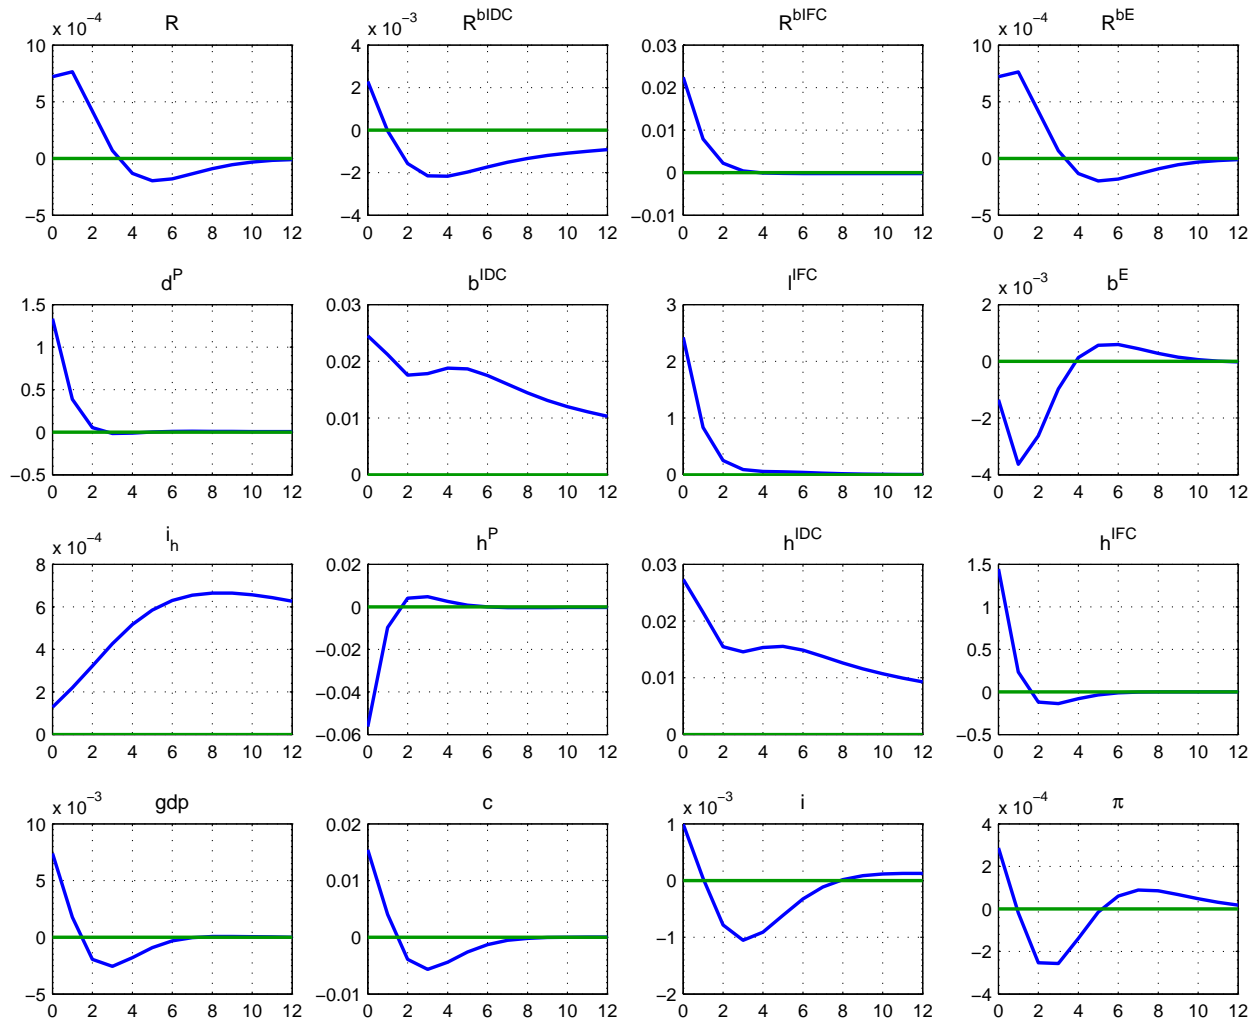 x 10⁻⁴ R
10
5
0
−5
0 2 4 6 8 10 12
x 10⁻³ R^bIDC
4
2
0
−2
−4
0 2 4 6 8 10 12
R^bIFC
0.03
0.02
0.01
0
−0.01
0 2 4 6 8 10 12
x 10⁻⁴ R^bE
10
5
0
−5
0 2 4 6 8 10 12
d^P
1.5
1
0.5
0
−0.5
0 2 4 6 8 10 12
b^IDC
0.03
0.02
0.01
0
0 2 4 6 8 10 12
l^IFC
3
2
1
0
0 2 4 6 8 10 12
x 10⁻³ b^E
2
0
−2
−4
0 2 4 6 8 10 12
x 10⁻⁴ i_h
8
6
4
2
0
0 2 4 6 8 10 12
h^P
0.02
0
−0.02
−0.04
−0.06
0 2 4 6 8 10 12
h^IDC
0.03
0.02
0.01
0
0 2 4 6 8 10 12
h^IFC
1.5
1
0.5
0
−0.5
0 2 4 6 8 10 12
x 10⁻³ gdp
10
5
0
−5
0 2 4 6 8 10 12
c
0.02
0.01
0
−0.01
0 2 4 6 8 10 12
x 10⁻³ i
1
0
−1
−2
0 2 4 6 8 10 12
x 10⁻⁴ π
4
2
0
−2
−4
0 2 4 6 8 10 12